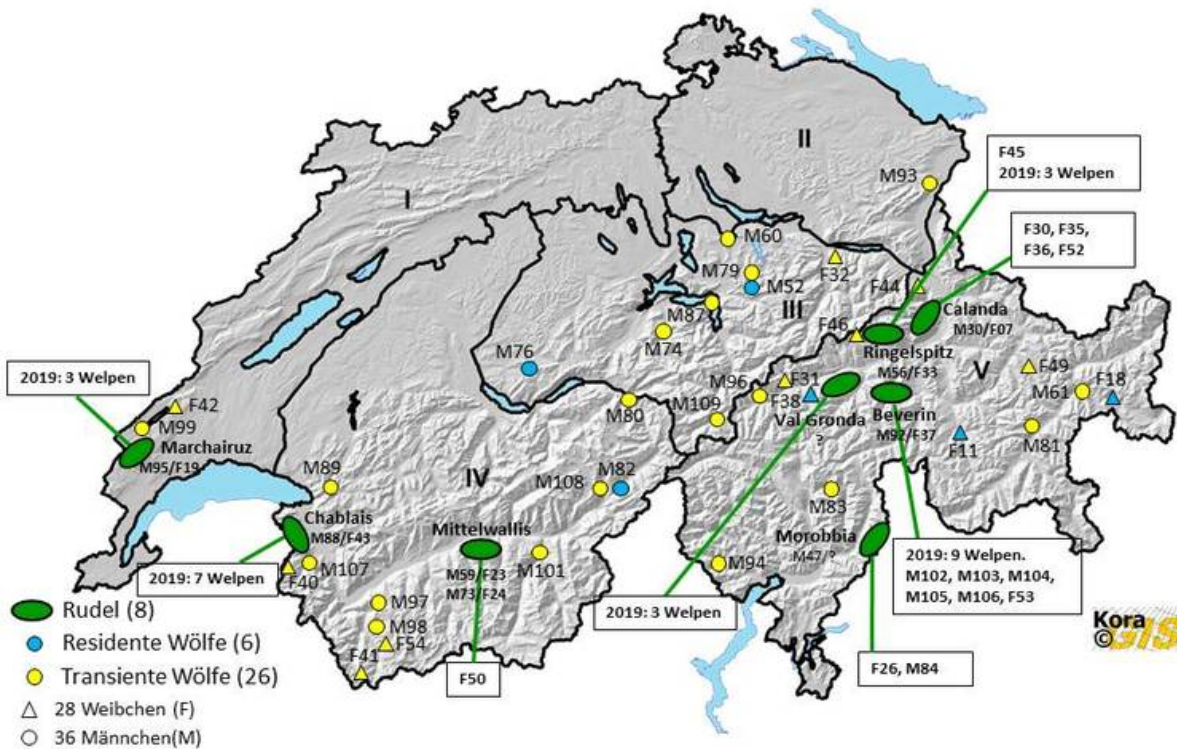 II
M93
F45
2019: 3 Welpen
I
F30, F35,
F36, F52
M60
M79
M52
F32
F44
III
M87
M74
F46
Calanda
M30/F07
Ringelspitz
M56/F33
V
M76
2019: 3 Welpen
F42
M99
Marchairuz
M95/F19
M80
M96
F31
F38
M109
Val Gronda
?
Beverin
M92/F37
F49
M61
F18
F11
M81
M89
IV
M108
M82
M83
Chablais
M88/F43
Mittelwallis
M59/F23
M73/F24
M101
Morobbia
M47/?
M94
2019: 7 Welpen
F40
M107
M97
M98
F54
F41
2019: 3 Welpen
2019: 9 Welpen.
M102, M103, M104,
M105, M106, F53
F50
F26, M84
Rudel (8)
Residente Wölfe (6)
Transiente Wölfe (26)
28 Weibchen (F)
36 Männchen(M)
Kora
©GIS